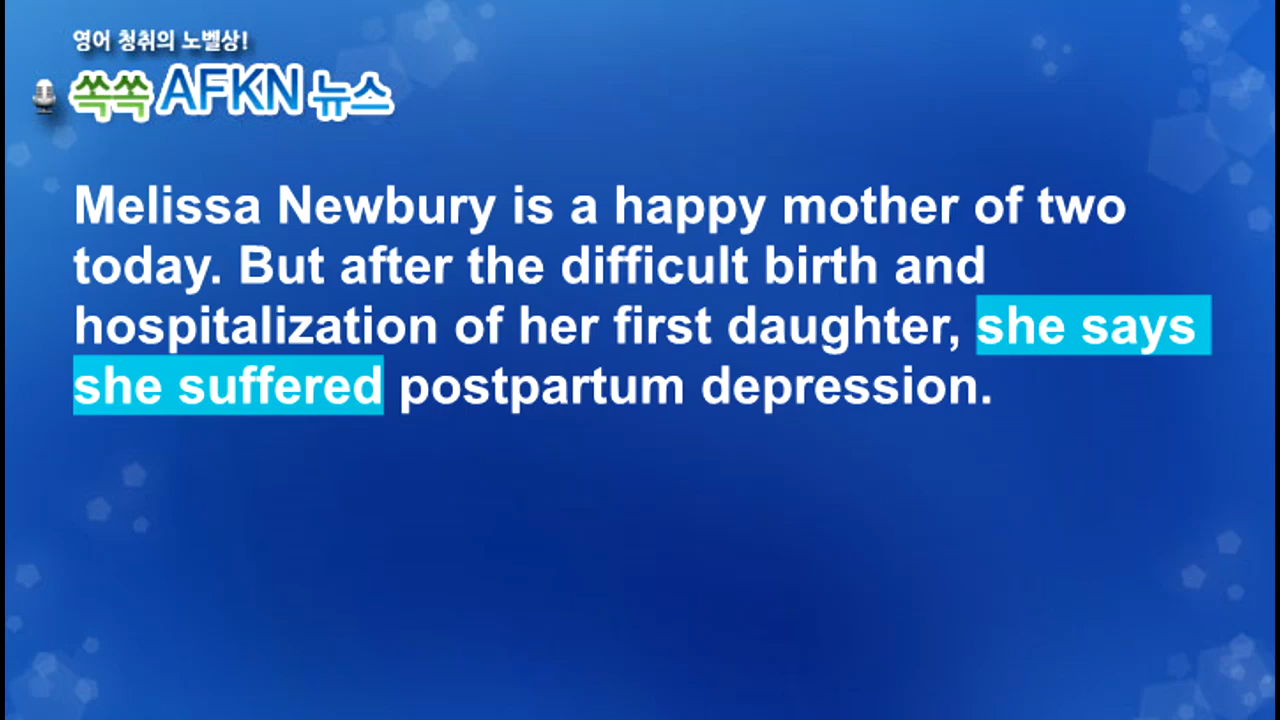 영어 청취의 노벨상!
쏙쏙 AFKN 뉴스
Melissa Newbury is a happy mother of two
today. But after the difficult birth and
hospitalization of her first daughter, she says
she suffered postpartum depression.